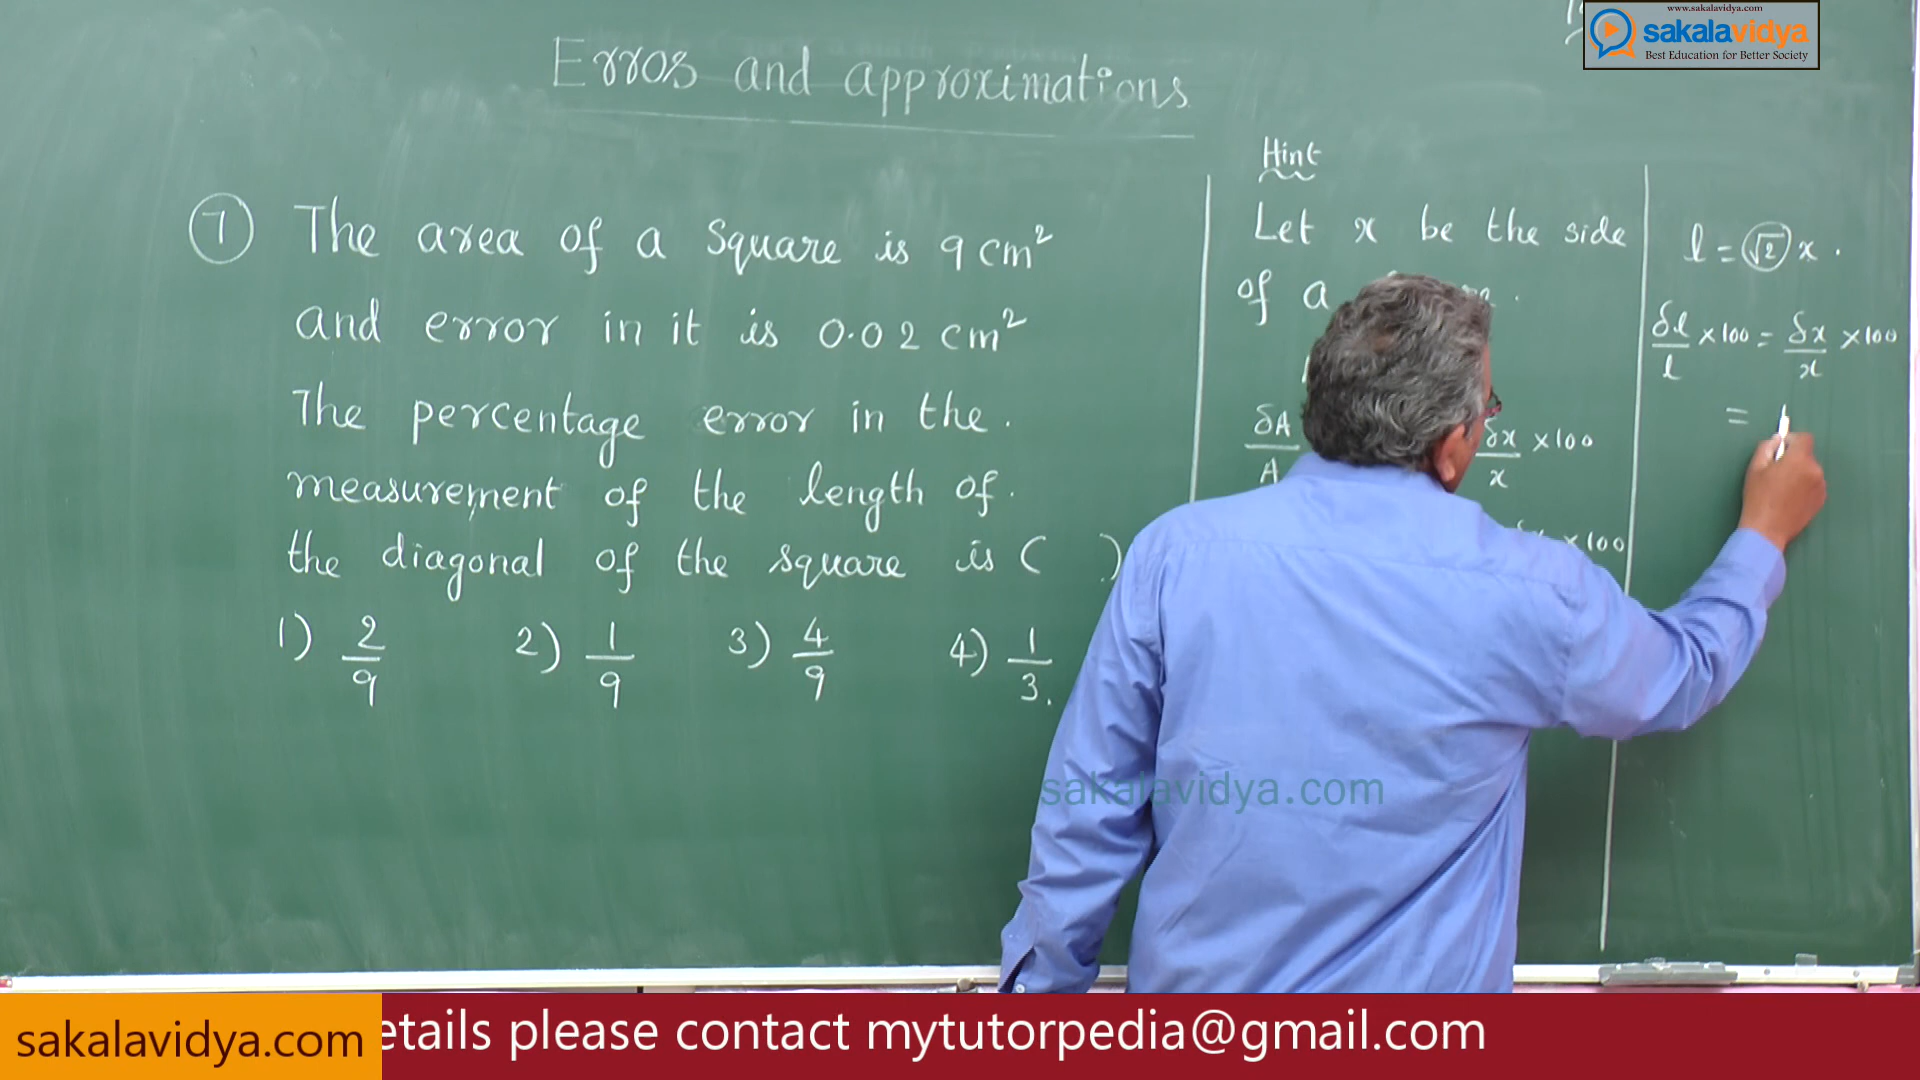 www.sakalavidya.com
sakalavidya
Best Education for Better Society
Erros and approximations
7 The area of a square is 9 cm²
and error in it is 0.02 cm²
The percentage error in the.
measurement of the length of.
the diagonal of the square is ( )
1) 2/9 2) 1/9 3) 4/9 4) 1/3.
Hint
Let x be the side
of a
δA/A δx/x ×100
×100
l = √2 x.
δl/l ×100 = δx/x ×100
=
sakalavidya.com
sakalavidya.com
etails please contact mytutorpedia@gmail.com